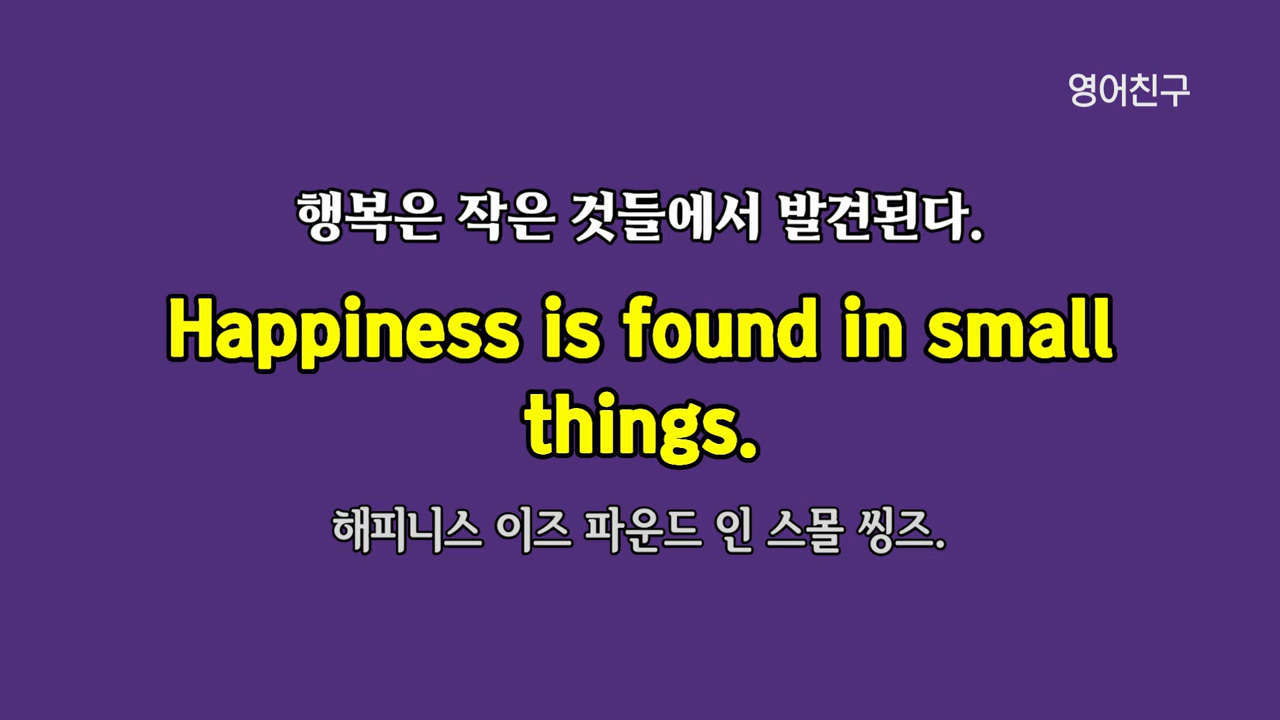 영어친구
행복은 작은 것들에서 발견된다.
Happiness is found in small
things.
해피니스 이즈 파운드 인 스몰 씽즈.